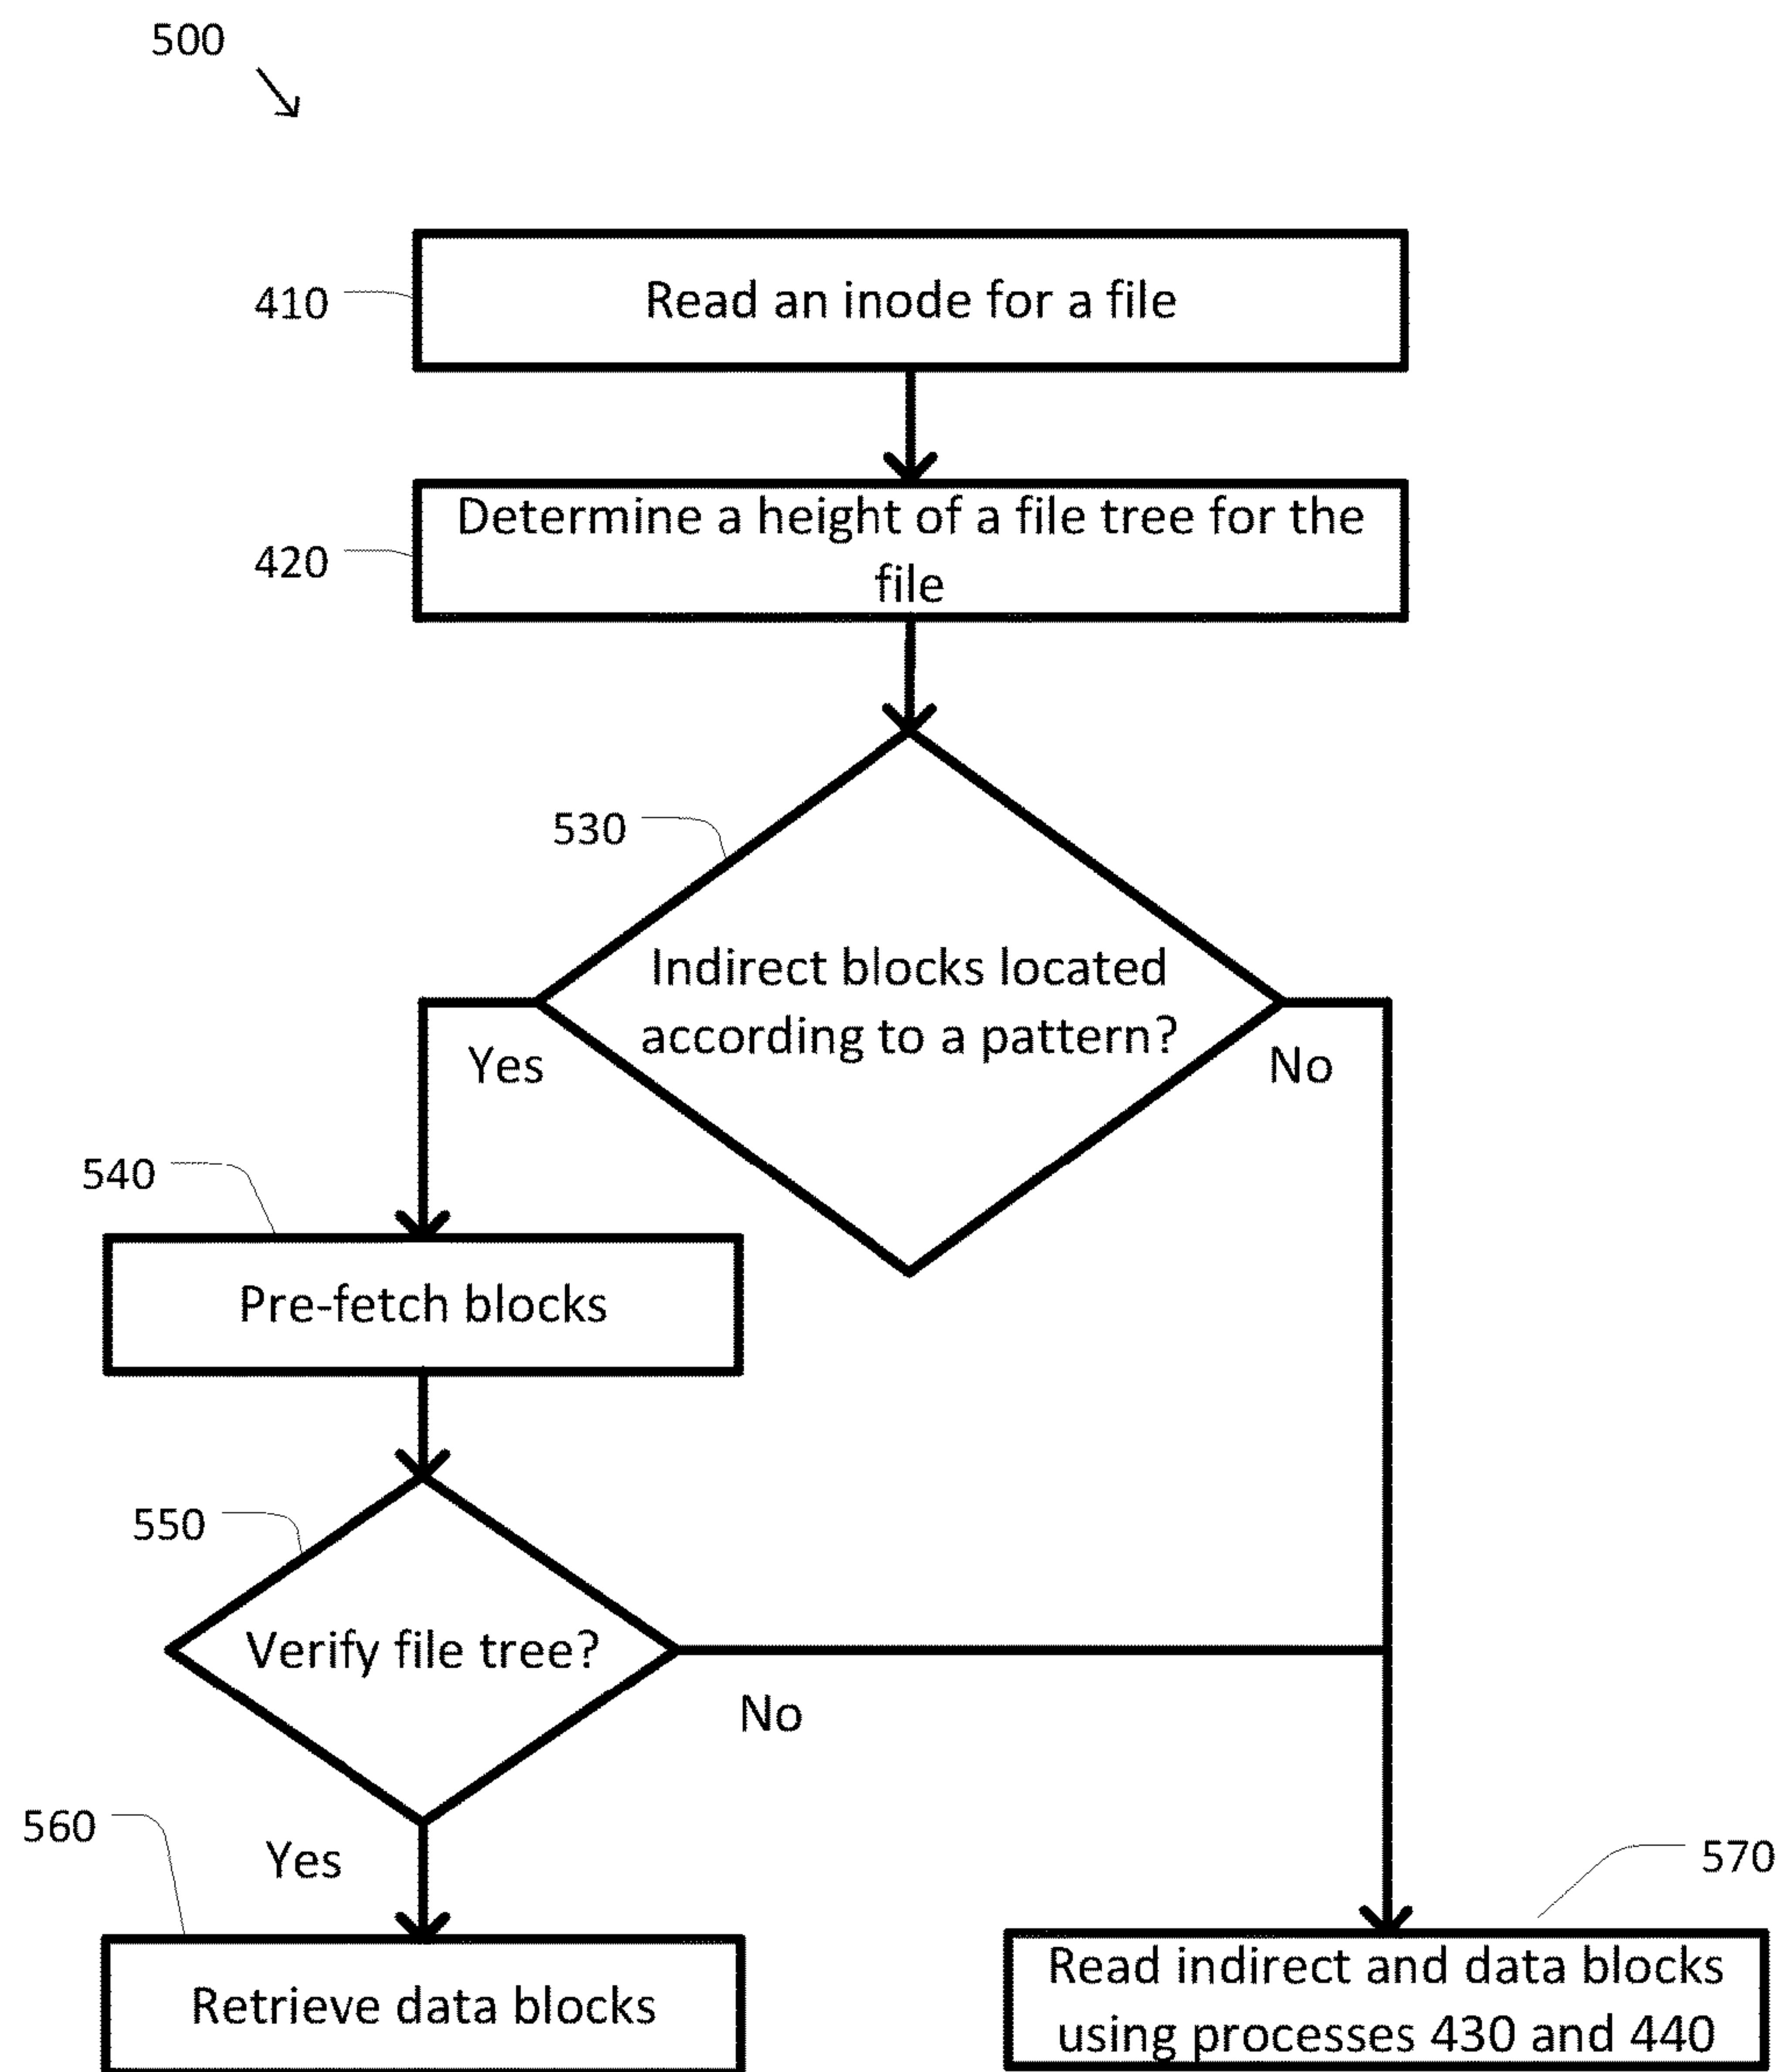 500
410
Read an inode for a file
420
Determine a height of a file tree for the
file
530
Indirect blocks located
according to a pattern?
Yes
No
540
Pre-fetch blocks
550
Verify file tree?
No
560
Yes
570
Retrieve data blocks
Read indirect and data blocks
using processes 430 and 440